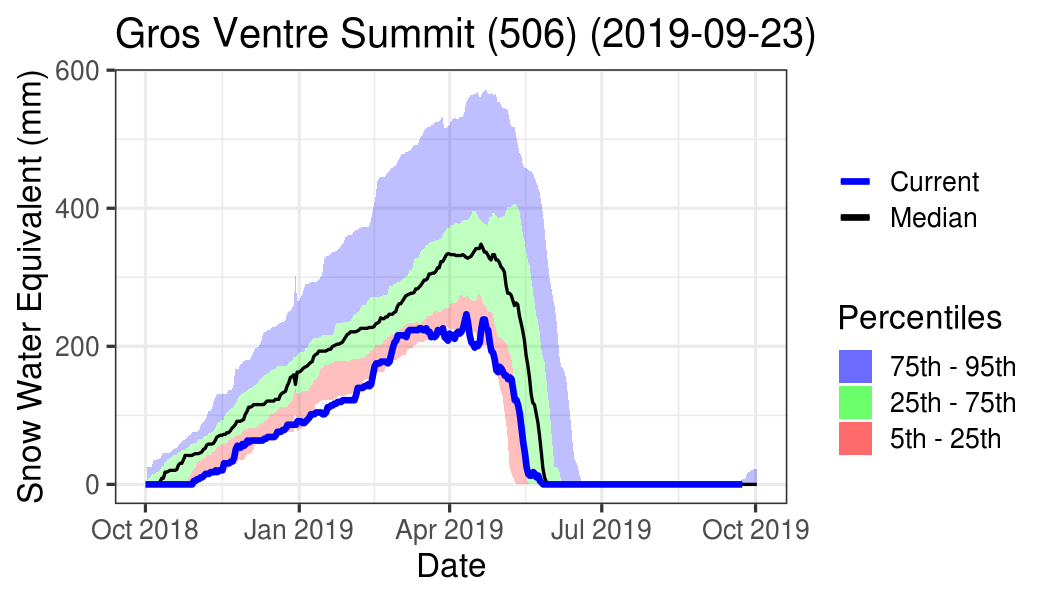 Gros Ventre Summit (506) (2019-09-23)
Snow Water Equivalent (mm)
600
400
200
0
Oct 2018
Jan 2019
Apr 2019
Jul 2019
Oct 2019
Date
Current
Median
Percentiles
75th - 95th
25th - 75th
5th - 25th